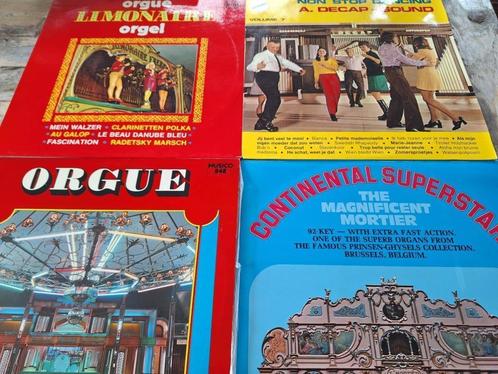 orgue
LIMONAIRE
orgel
MEIN WALZER • CLARINETTEN POLKA •
• AU GALOP • LE BEAU DANUBE BLEU •
FASCINATION • RADETSKY MARSCH •
NON STOP DANCING
A. DECAP SOUND
VOLUME 7
ORGUE
MUSICO
CONTINENTAL SUPERSTAR
THE
MAGNIFICENT
MORTIER
92-KEY — WITH EXTRA FAST ACTION.
ONE OF THE SUPERB ORGANS FROM
THE FAMOUS PRINSEN-GHYSELS COLLECTION,
BRUSSELS, BELGIUM.